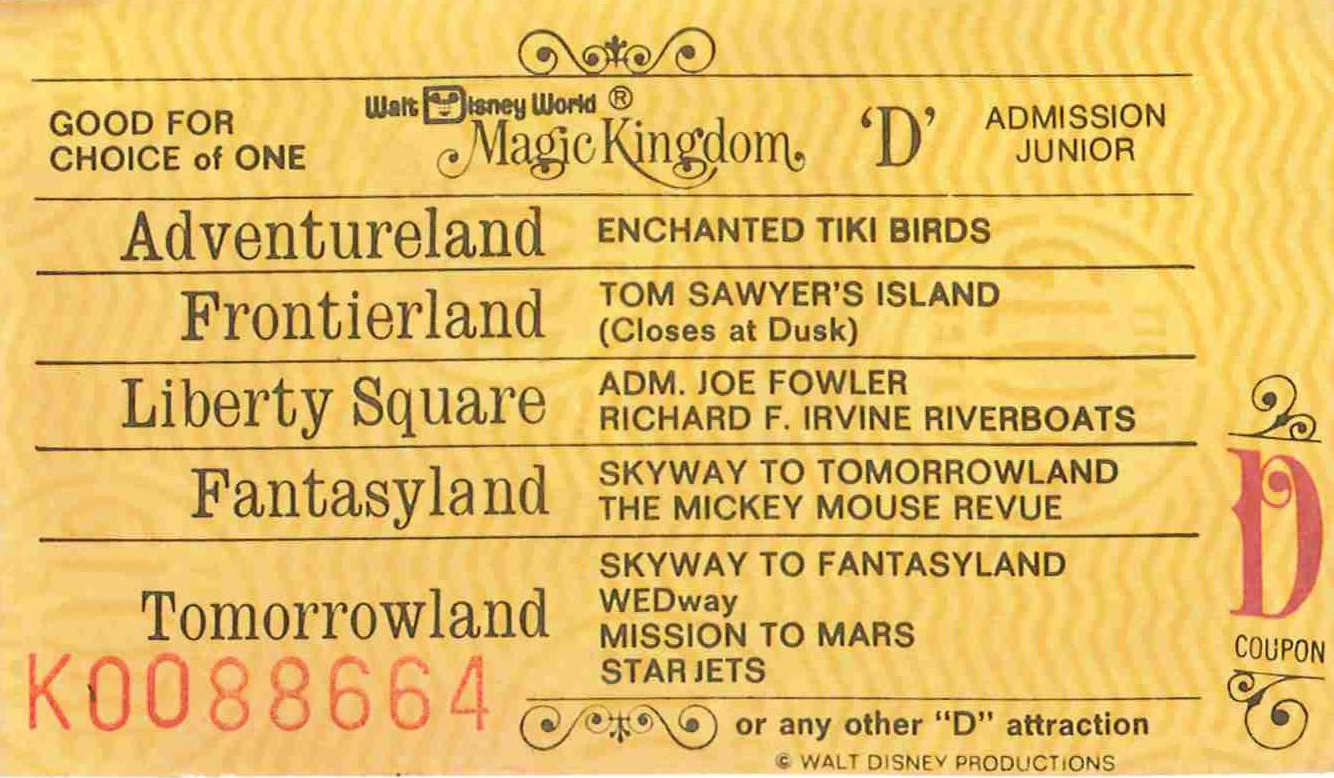 GOOD FOR
CHOICE of ONE
Walt Disney World ®
Magic Kingdom
'D'
ADMISSION
JUNIOR
Adventureland
ENCHANTED TIKI BIRDS
Frontierland
TOM SAWYER'S ISLAND
(Closes at Dusk)
Liberty Square
ADM. JOE FOWLER
RICHARD F. IRVINE RIVERBOATS
Fantasyland
SKYWAY TO TOMORROWLAND
THE MICKEY MOUSE REVUE
Tomorrowland
SKYWAY TO FANTASYLAND
WEDway
MISSION TO MARS
STAR JETS
K0088664
or any other "D" attraction
© WALT DISNEY PRODUCTIONS
D
COUPON